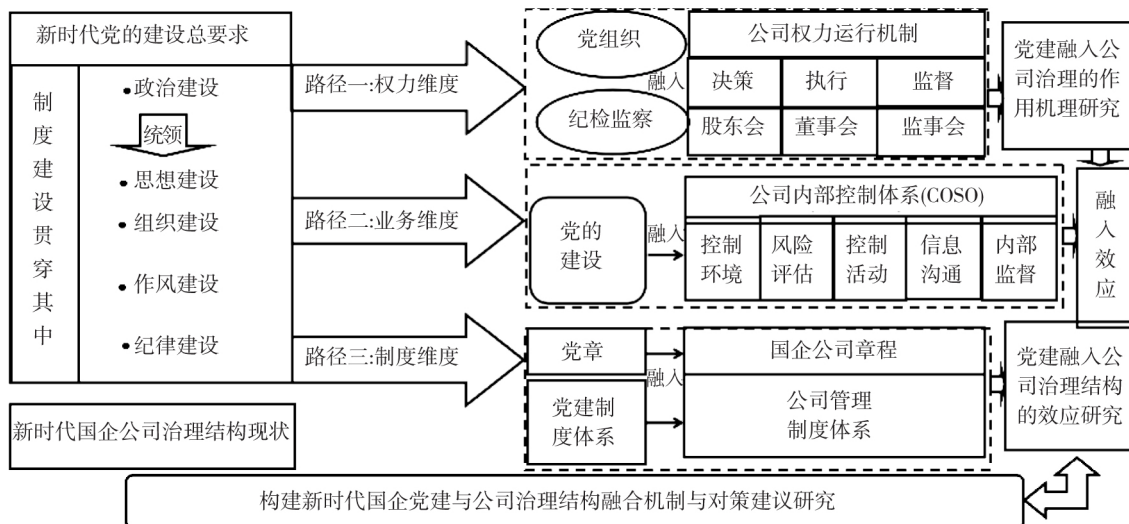 新时代党的建设总要求
制度建设贯穿其中
•政治建设
统领
•思想建设
•组织建设
•作风建设
•纪律建设
新时代国企公司治理结构现状
路径一:权力维度
路径二:业务维度
路径三:制度维度
党组织
纪检监察
融入
公司权力运行机制
决策 执行 监督
股东会 董事会 监事会
党的
建设
融入
公司内部控制体系(COSO)
控制 风险 控制 信息 内部
环境 评估 活动 沟通 监督
党章
融入
党建制
度体系
国企公司章程
公司管理
制度体系
党建融入公
司治理的作
用机理研究
融入效应
党建融入公
司治理结构
的效应研究
构建新时代国企党建与公司治理结构融合机制与对策建议研究